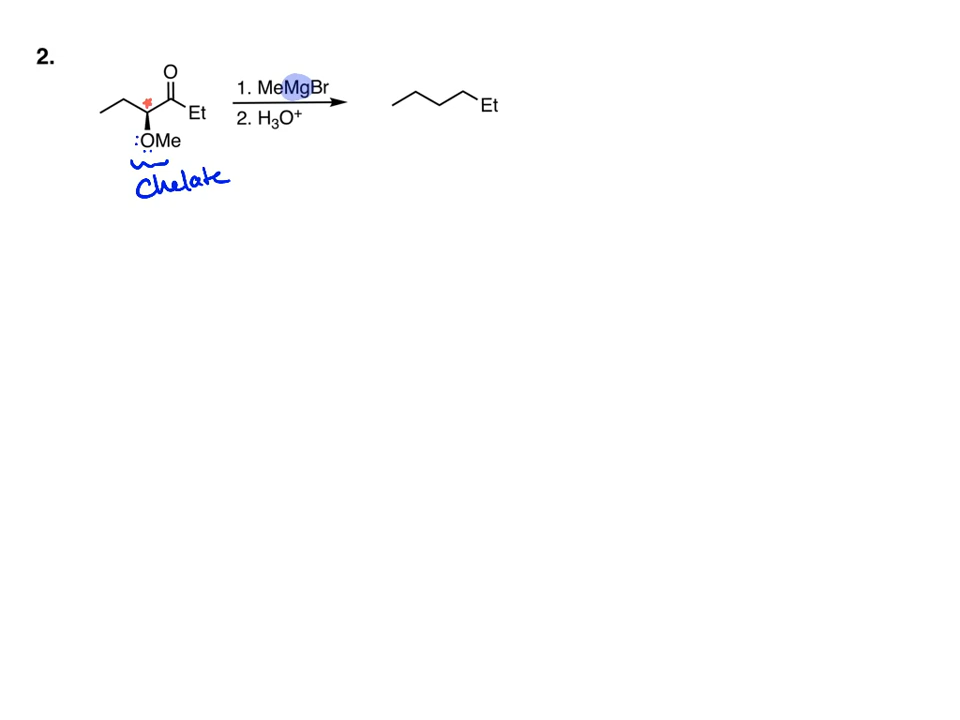 2.
O
1. MeMgBr
Et
Et
2. H₃O⁺
:OMe
Chelate